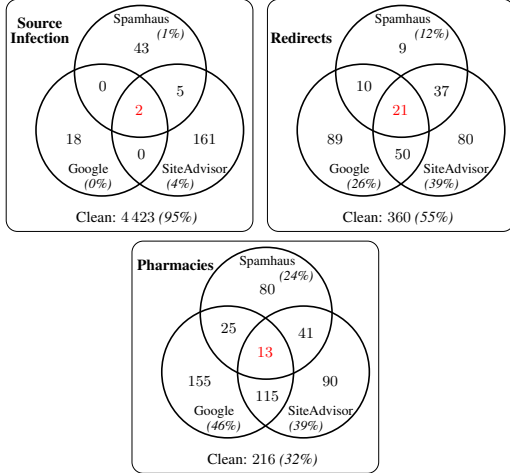 Source
Infection
Spamhaus
(1%)
43
0
5
2
18
0
161
Google
(0%)
SiteAdvisor
(4%)
Clean: 4 423 (95%)
Redirects
Spamhaus
(12%)
9
10
37
21
89
50
80
Google
(26%)
SiteAdvisor
(39%)
Clean: 360 (55%)
Pharmacies
Spamhaus
(24%)
80
25
41
13
155
115
90
Google
(46%)
SiteAdvisor
(39%)
Clean: 216 (32%)